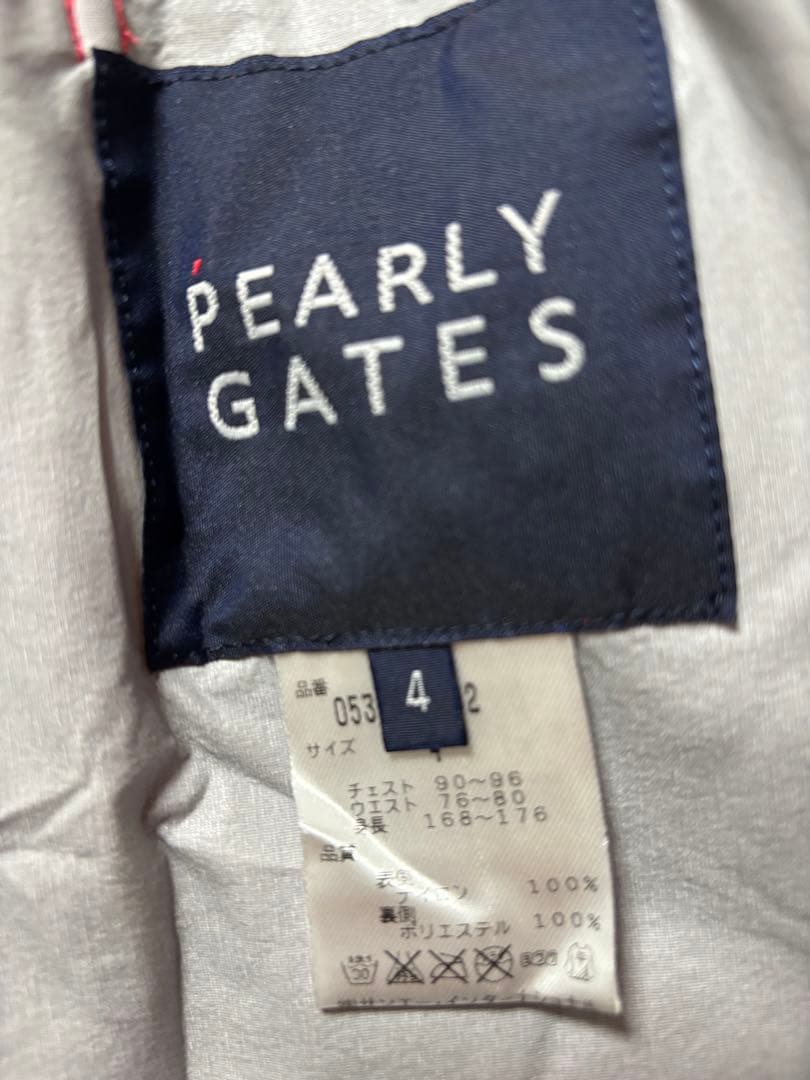 PEARLY
GATES
4
品番
053
2
サイズ
チェスト 90~96
ウエスト 76~80
身長 168~176
品質
表側
ナイロン 100%
裏側
ポリエステル 100%